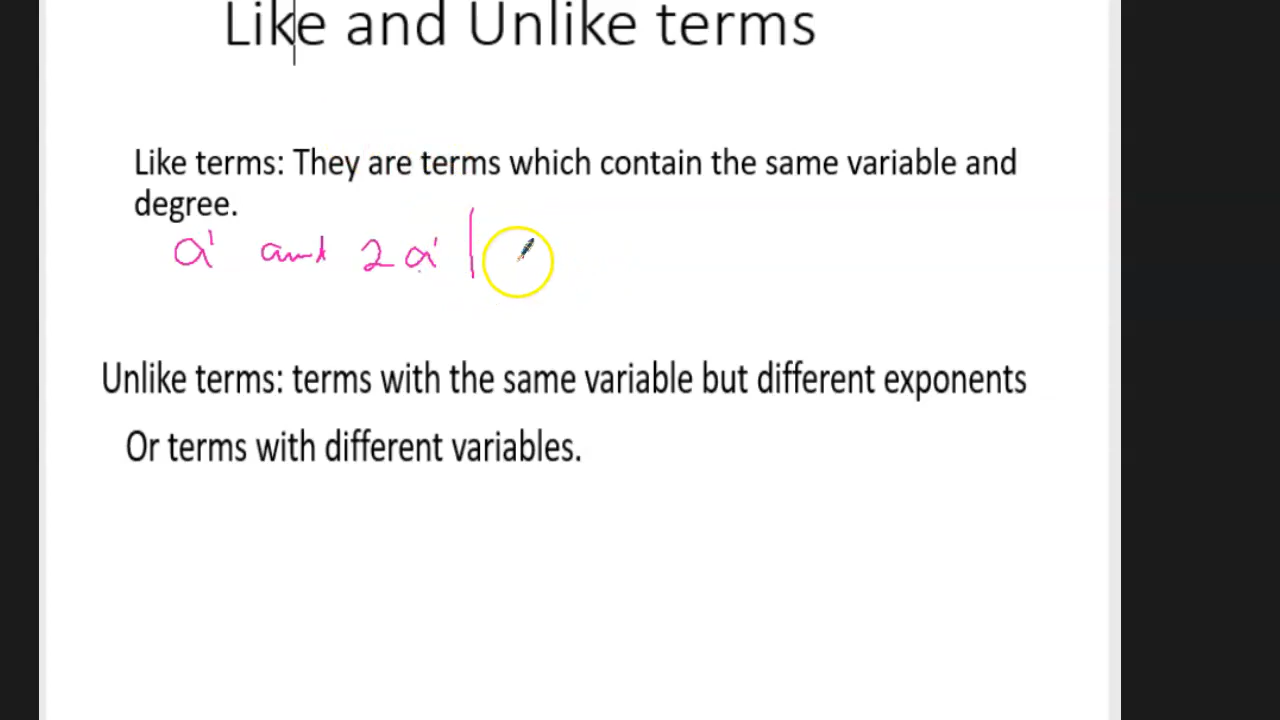 Like and Unlike terms
Like terms: They are terms which contain the same variable and
degree.
a¹ and 2a¹ |
Unlike terms: terms with the same variable but different exponents
Or terms with different variables.